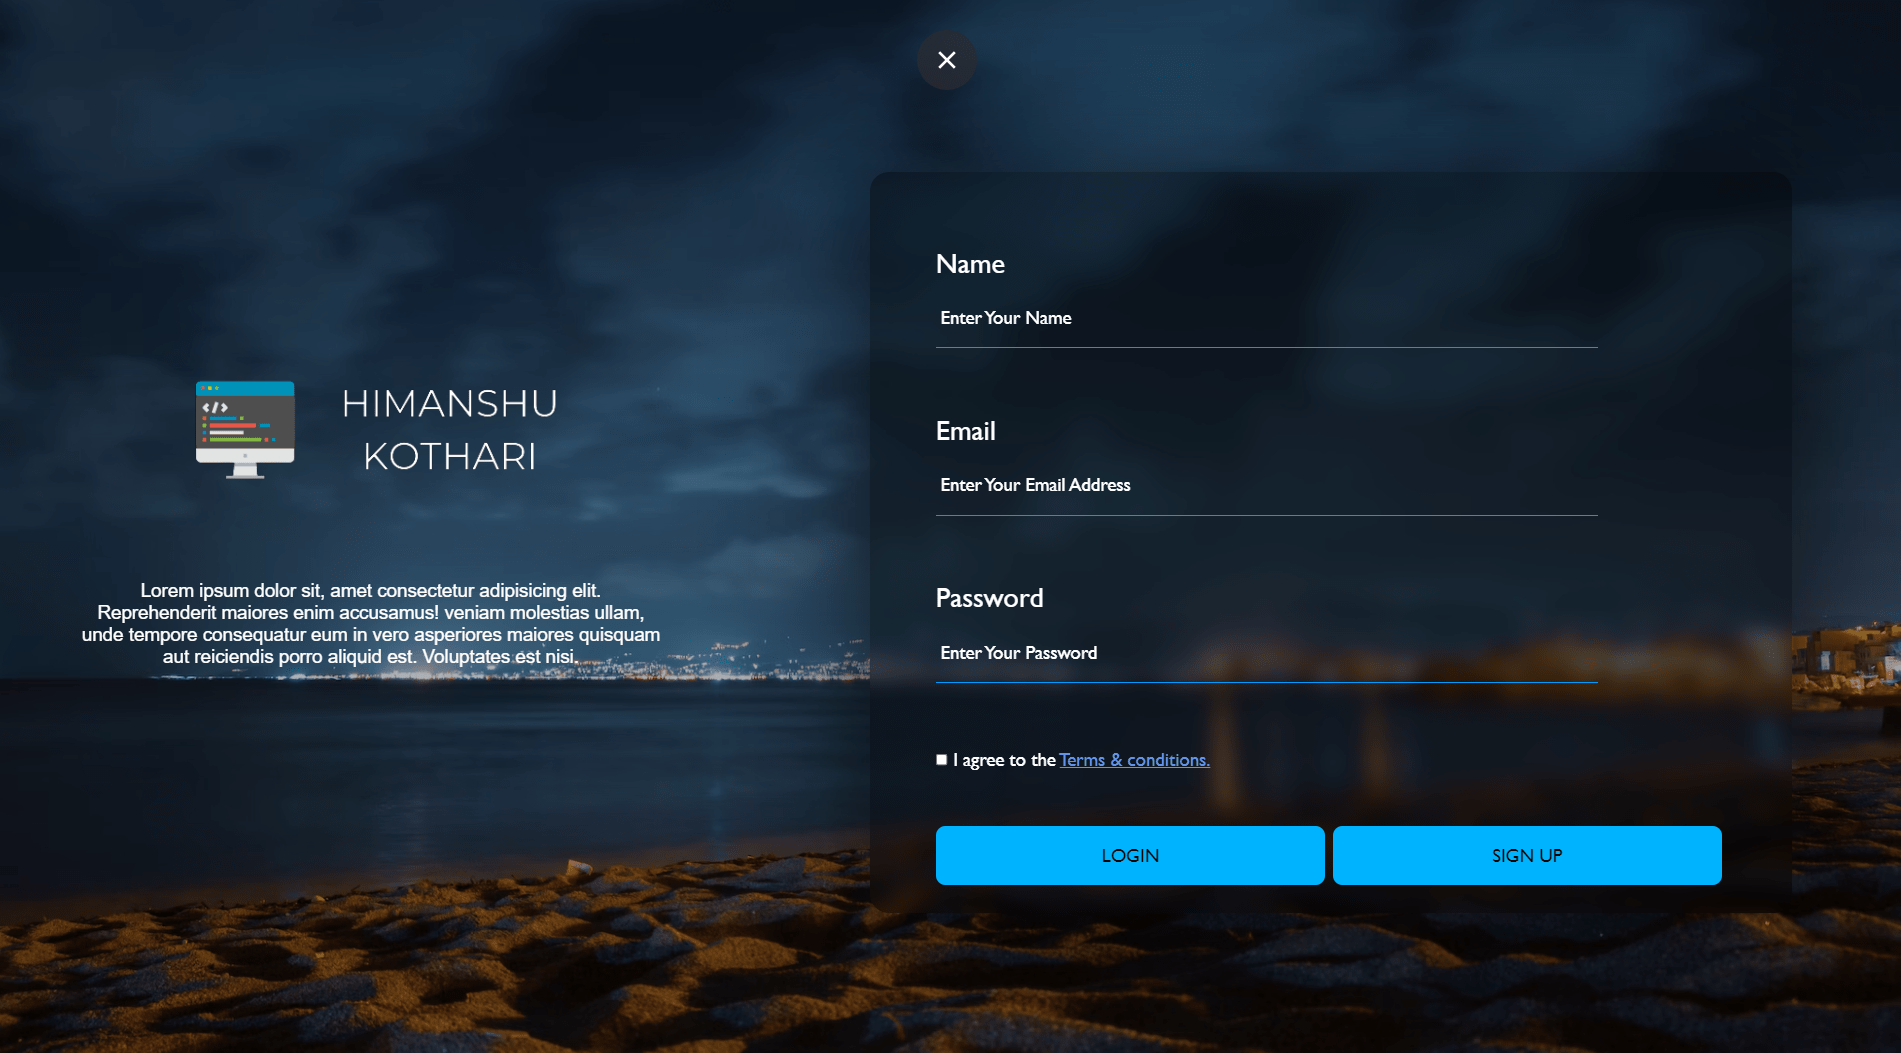 HIMANSHU
KOTHARI
Lorem ipsum dolor sit, amet consectetur adipisicing elit.
Reprehenderit maiores enim accusamus! veniam molestias ullam,
unde tempore consequatur eum in vero asperiores maiores quisquam
aut reiciendis porro aliquid est. Voluptates est nisi.
Name
Enter Your Name
Email
Enter Your Email Address
Password
Enter Your Password
I agree to the Terms & conditions.
LOGIN
SIGN UP